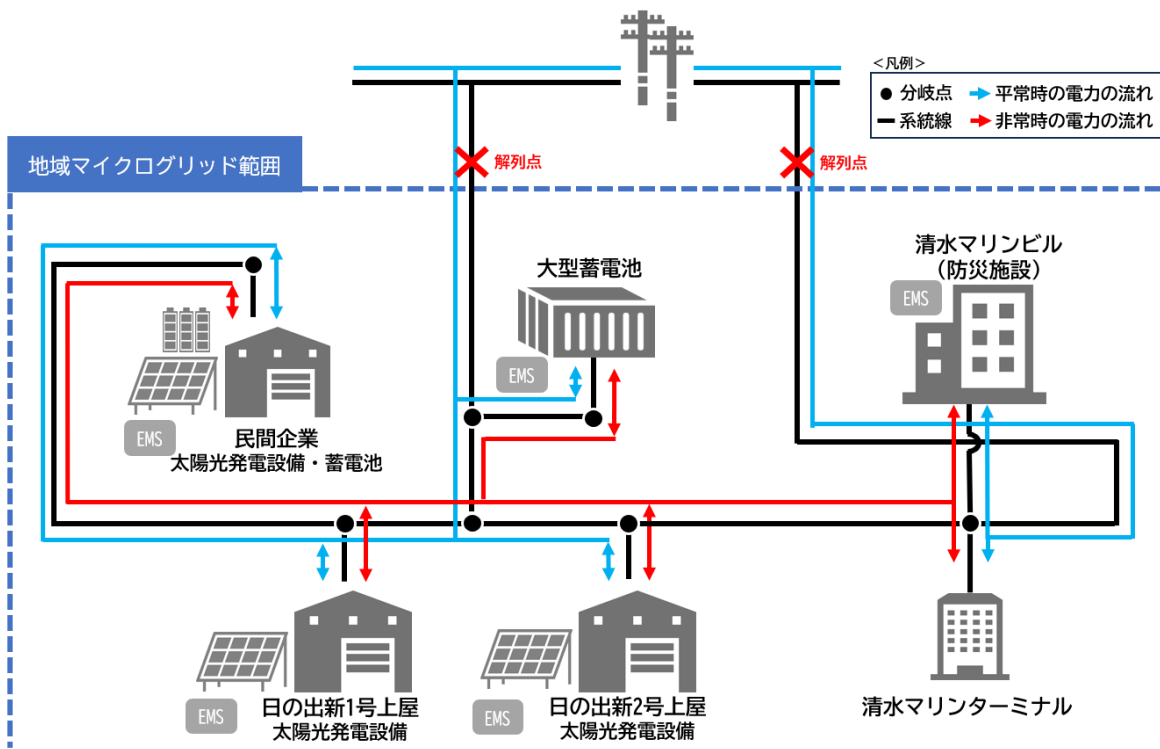 <凡例>
分岐点
平常時の電力の流れ
系統線
非常時の電力の流れ
地域マイクログリッド範囲
解列点
解列点
清水マリンビル
(防災施設)
EMS
大型蓄電池
EMS
EMS
民間企業
太陽光発電設備・蓄電池
EMS
日の出新1号上屋
太陽光発電設備
EMS
日の出新2号上屋
太陽光発電設備
清水マリンターミナル